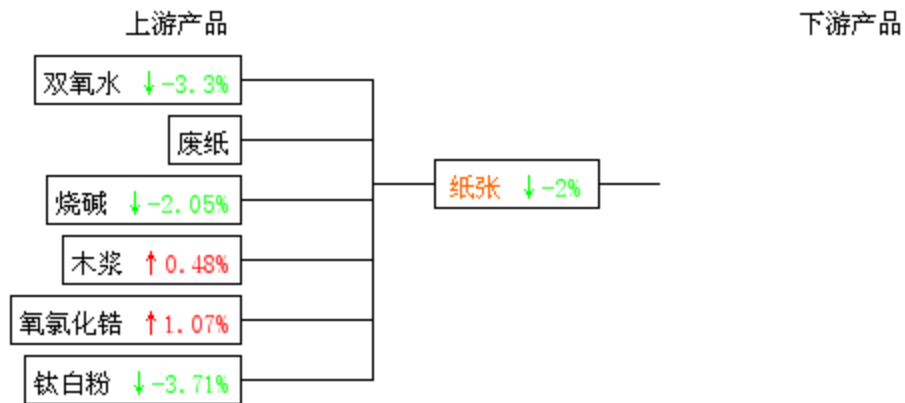 上游产品 下游产品
双氧水 ↓-3.3%
废纸
烧碱 ↓-2.05%
纸张 ↓-2%
木浆 ↑0.48%
氧氯化锆 ↑1.07%
钛白粉 ↓-3.71%